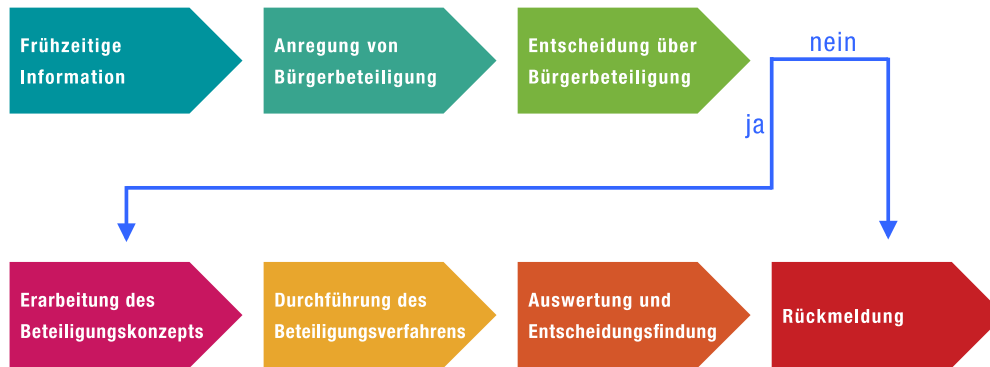 Frühzeitige
Information
Anregung von
Bürgerbeteiligung
Entscheidung über
Bürgerbeteiligung
nein
ja
Erarbeitung des
Beteiligungskonzepts
Durchführung des
Beteiligungsverfahrens
Auswertung und
Entscheidungsfindung
Rückmeldung